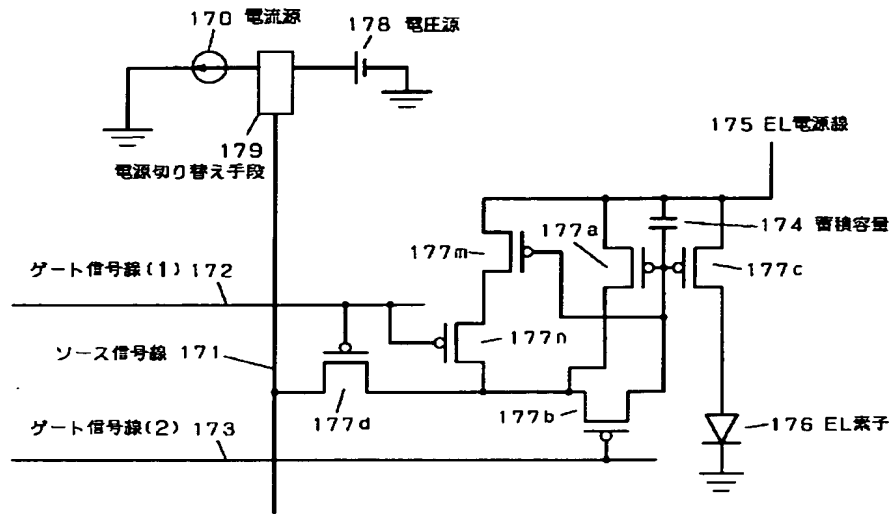 170 電流源
178 電圧源
179
電源切り替え手段
175 EL電源線
174 蓄積容量
177a
177m
177c
ゲート信号線(1) 172
177n
ソース信号線 171
177d
177b
ゲート信号線(2) 173
176 EL素子